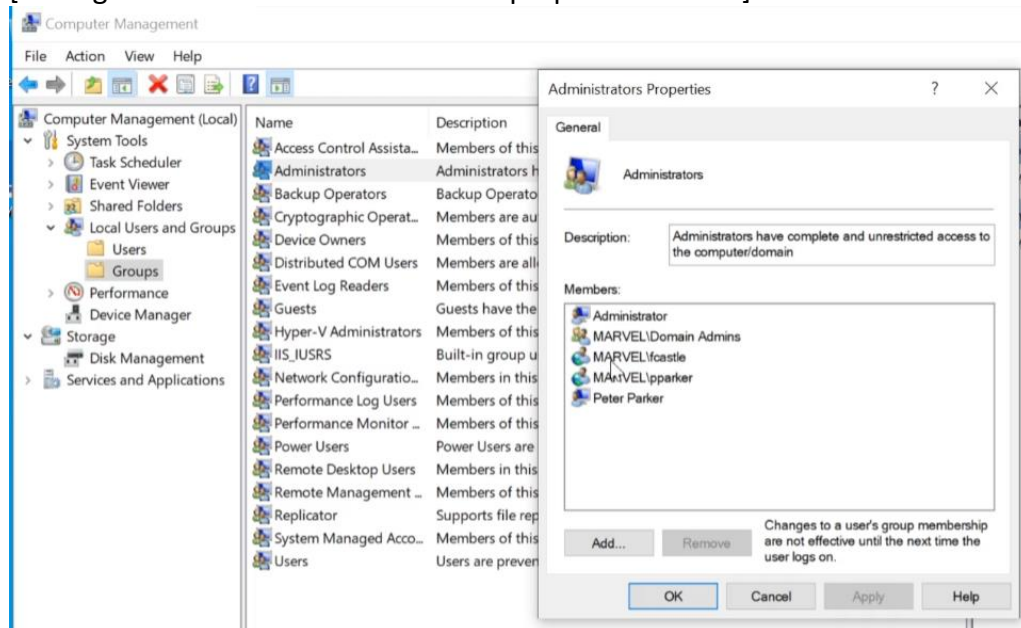 Computer Management
File Action View Help
Computer Management (Local)
System Tools
Task Scheduler
Event Viewer
Shared Folders
Local Users and Groups
Users
Groups
Performance
Device Manager
Storage
Disk Management
Services and Applications
Name Description
Access Control Assista... Members of this
Administrators Administrators h
Backup Operators Backup Operato
Cryptographic Operat... Members are au
Device Owners Members of this
Distributed COM Users Members are all
Event Log Readers Members of this
Guests Guests have the
Hyper-V Administrators Members of this
IIS_IUSRS Built-in group u
Network Configuratio... Members in this
Performance Log Users Members of this
Performance Monitor ... Members of this
Power Users Power Users are
Remote Desktop Users Members in this
Remote Management ... Members of this
Replicator Supports file rep
System Managed Acco... Members of this
Users Users are preven
Administrators Properties ?
General
Administrators
Description: Administrators have complete and unrestricted access to
the computer/domain
Members:
Administrator
MARVEL\Domain Admins
MARVEL\fcastle
MARVEL\pparker
Peter Parker
Add... Remove
Changes to a user's group membership
are not effective until the next time the
user logs on.
OK Cancel Apply Help